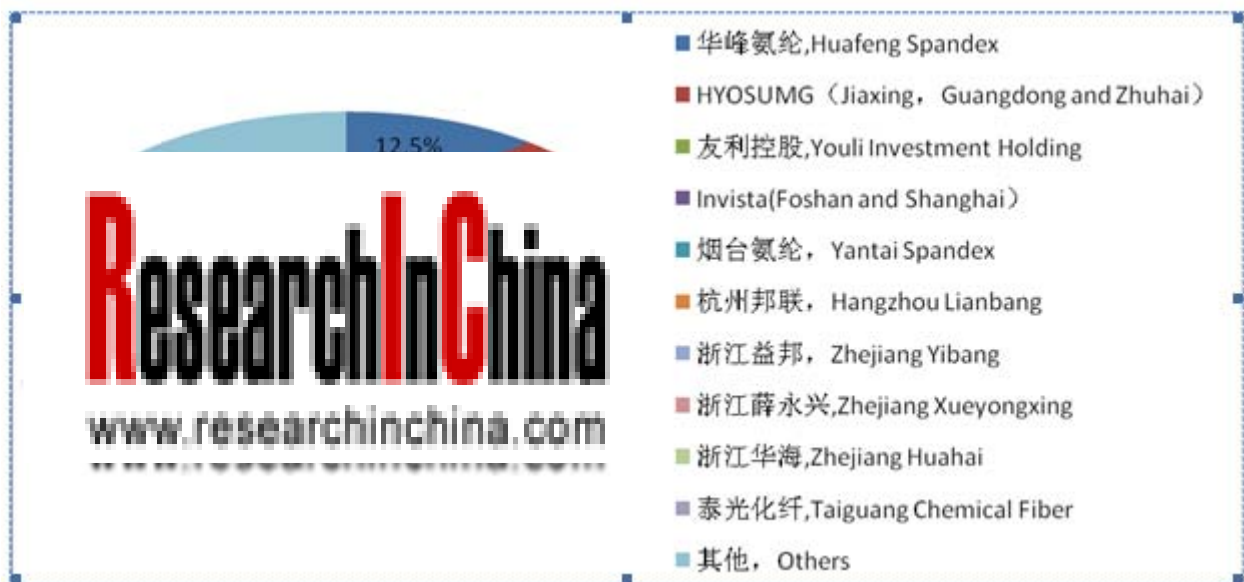 12.5%
ResearchInChina
www.researchinchina.com
华峰氨纶,Huafeng Spandex
HYOSUMG（Jiaxing，Guangdong and Zhuhai）
友利控股,Youli Investment Holding
Invista(Foshan and Shanghai）
烟台氨纶，Yantai Spandex
杭州邦联，Hangzhou Lianbang
浙江益邦，Zhejiang Yibang
浙江薛永兴,Zhejiang Xueyongxing
浙江华海,Zhejiang Huahai
泰光化纤,Taiguang Chemical Fiber
其他，Others